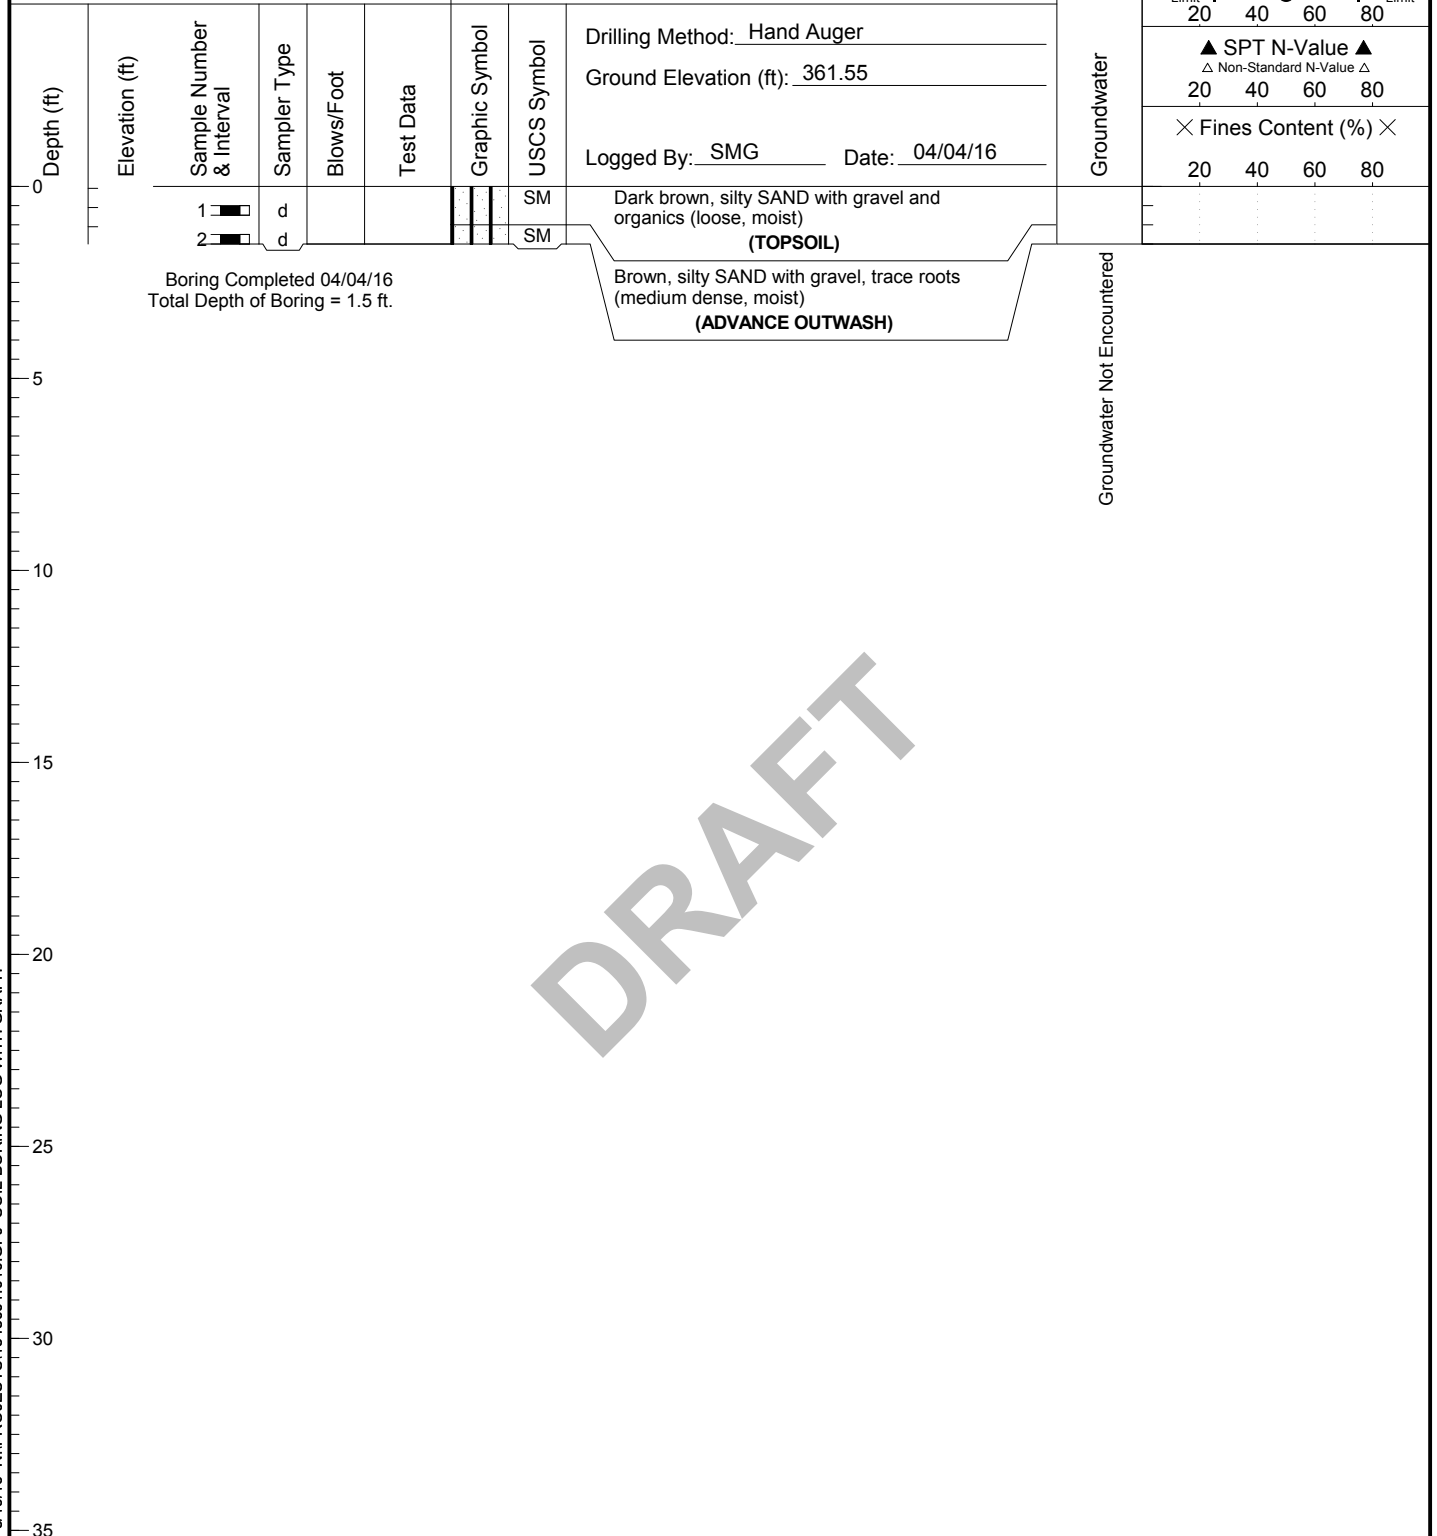 Limit Limit
20 40 60 80
▲ SPT N-Value ▲
△ Non-Standard N-Value △
20 40 60 80
× Fines Content (%) ×
20 40 60 80
Depth (ft)
Elevation (ft)
Sample Number
& Interval
Sampler Type
Blows/Foot
Test Data
Graphic Symbol
USCS Symbol
Drilling Method: Hand Auger
Ground Elevation (ft): 361.55
Logged By: SMG Date: 04/04/16
Groundwater
0
1 d
2 d
SM
SM
Dark brown, silty SAND with gravel and
organics (loose, moist)
(TOPSOIL)
Brown, silty SAND with gravel, trace roots
(medium dense, moist)
(ADVANCE OUTWASH)
Boring Completed 04/04/16
Total Depth of Boring = 1.5 ft.
Groundwater Not Encountered
5
10
15
20
25
30
35
DRAFT